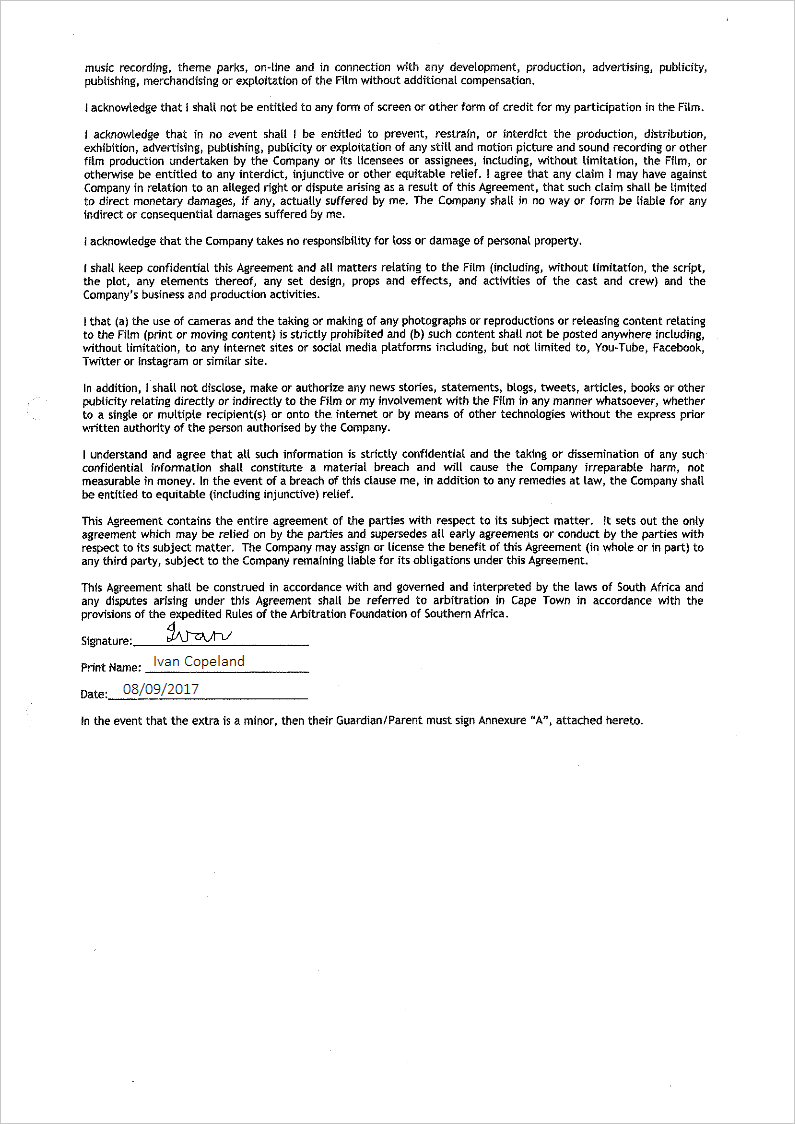 music recording, theme parks, on-line and in connection with any development, production, advertising, publicity,
publishing, merchandising or exploitation of the Film without additional compensation.
I acknowledge that I shall not be entitled to any form of screen or other form of credit for my participation in the Film.
I acknowledge that in no event shall I be entitled to prevent, restrain, or interdict the production, distribution,
exhibition, advertising, publishing, publicity or exploitation of any still and motion picture and sound recording or other
film production undertaken by the Company or its licensees or assignees, including, without limitation, the Film, or
otherwise be entitled to any interdict, injunctive or other equitable relief. I agree that any claim I may have against
Company in relation to an alleged right or dispute arising as a result of this Agreement, that such claim shall be limited
to direct monetary damages, if any, actually suffered by me. The Company shall in no way or form be liable for any
indirect or consequential damages suffered by me.
I acknowledge that the Company takes no responsibility for loss or damage of personal property.
I shall keep confidential this Agreement and all matters relating to the Film (including, without limitation, the script,
the plot, any elements thereof, any set design, props and effects, and activities of the cast and crew) and the
Company's business and production activities.
I that (a) the use of cameras and the taking or making of any photographs or reproductions or releasing content relating
to the Film (print or moving content) is strictly prohibited and (b) such content shall not be posted anywhere including,
without limitation, to any internet sites or social media platforms including, but not limited to, You-Tube, Facebook,
Twitter or Instagram or similar site.
In addition, I shall not disclose, make or authorize any news stories, statements, blogs, tweets, articles, books or other
publicity relating directly or indirectly to the Film or my involvement with the Film in any manner whatsoever, whether
to a single or multiple recipient(s) or onto the internet or by means of other technologies without the express prior
written authority of the person authorised by the Company.
I understand and agree that all such information is strictly confidential and the taking or dissemination of any such
confidential information shall constitute a material breach and will cause the Company irreparable harm, not
measurable in money. In the event of a breach of this clause me, in addition to any remedies at law, the Company shall
be entitled to equitable (including injunctive) relief.
This Agreement contains the entire agreement of the parties with respect to its subject matter. It sets out the only
agreement which may be relied on by the parties and supersedes all early agreements or conduct by the parties with
respect to its subject matter. The Company may assign or license the benefit of this Agreement (in whole or in part) to
any third party, subject to the Company remaining liable for its obligations under this Agreement.
This Agreement shall be construed in accordance with and governed and interpreted by the laws of South Africa and
any disputes arising under this Agreement shall be referred to arbitration in Cape Town in accordance with the
provisions of the expedited Rules of the Arbitration Foundation of Southern Africa.
Signature: Ivan
Print Name: Ivan Copeland
Date: 08/09/2017
In the event that the extra is a minor, then their Guardian/Parent must sign Annexure "A", attached hereto.